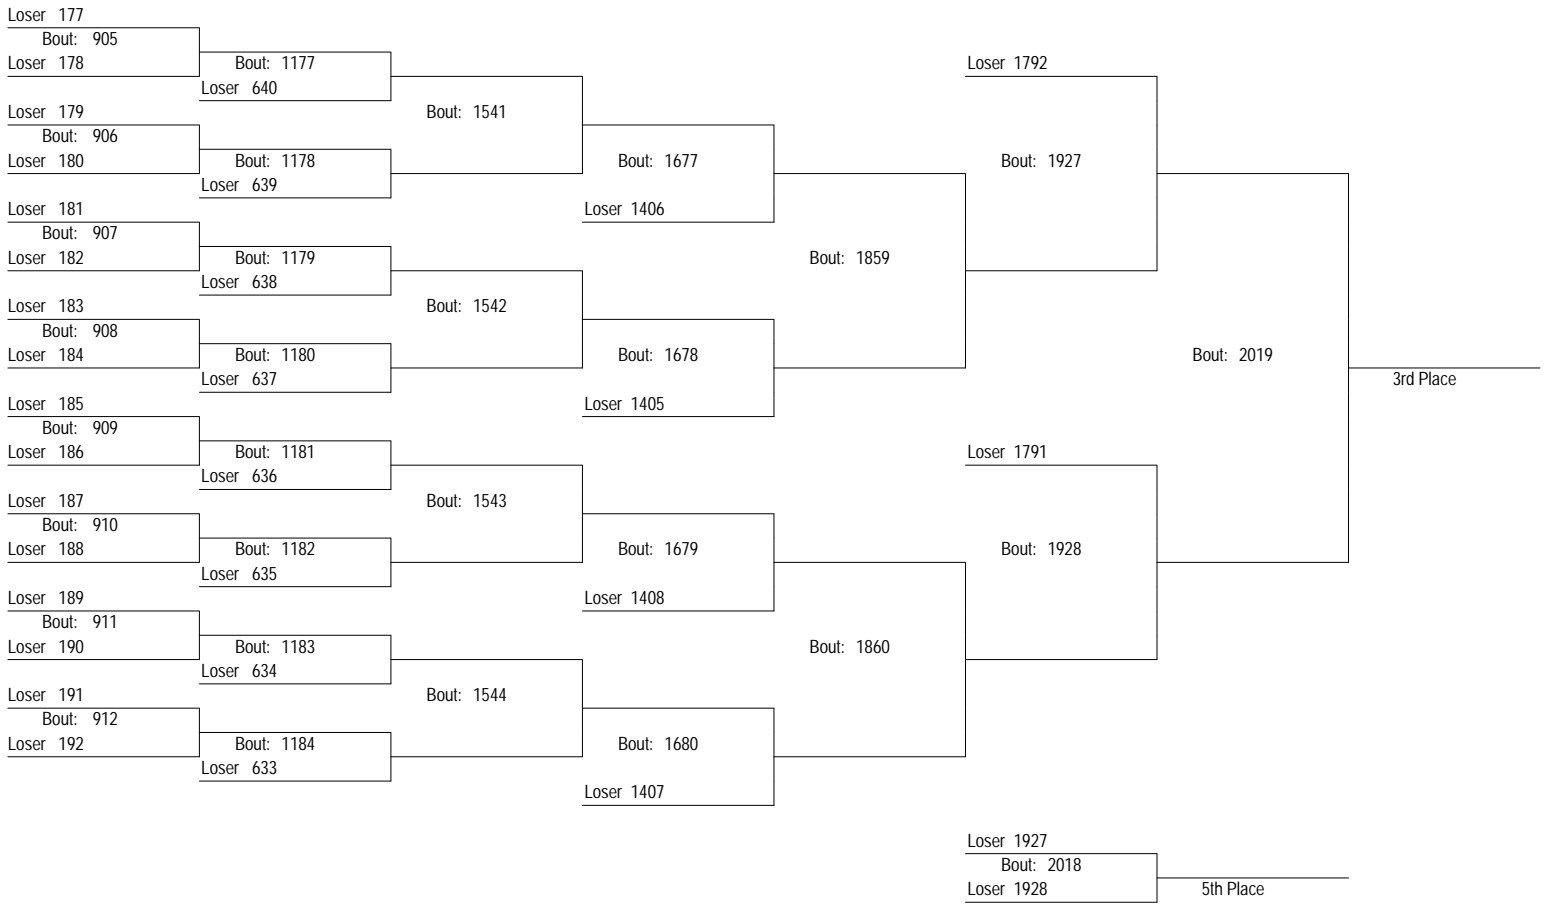 Loser 177
Bout: 905
Loser 178
Bout: 1177
Loser 640
Loser 179
Bout: 906
Loser 180
Bout: 1178
Loser 639
Bout: 1541
Loser 181
Bout: 907
Loser 182
Bout: 1179
Loser 638
Loser 183
Bout: 908
Loser 184
Bout: 1180
Loser 637
Bout: 1542
Bout: 1677
Loser 1406
Bout: 1678
Loser 1405
Bout: 1859
Loser 185
Bout: 909
Loser 186
Bout: 1181
Loser 636
Loser 187
Bout: 910
Loser 188
Bout: 1182
Loser 635
Bout: 1543
Loser 189
Bout: 911
Loser 190
Bout: 1183
Loser 634
Loser 191
Bout: 912
Loser 192
Bout: 1184
Loser 633
Bout: 1544
Bout: 1679
Loser 1408
Bout: 1680
Loser 1407
Bout: 1860
Loser 1792
Bout: 1927
Loser 1791
Bout: 1928
Bout: 2019
3rd Place
Loser 1927
Bout: 2018
Loser 1928
5th Place